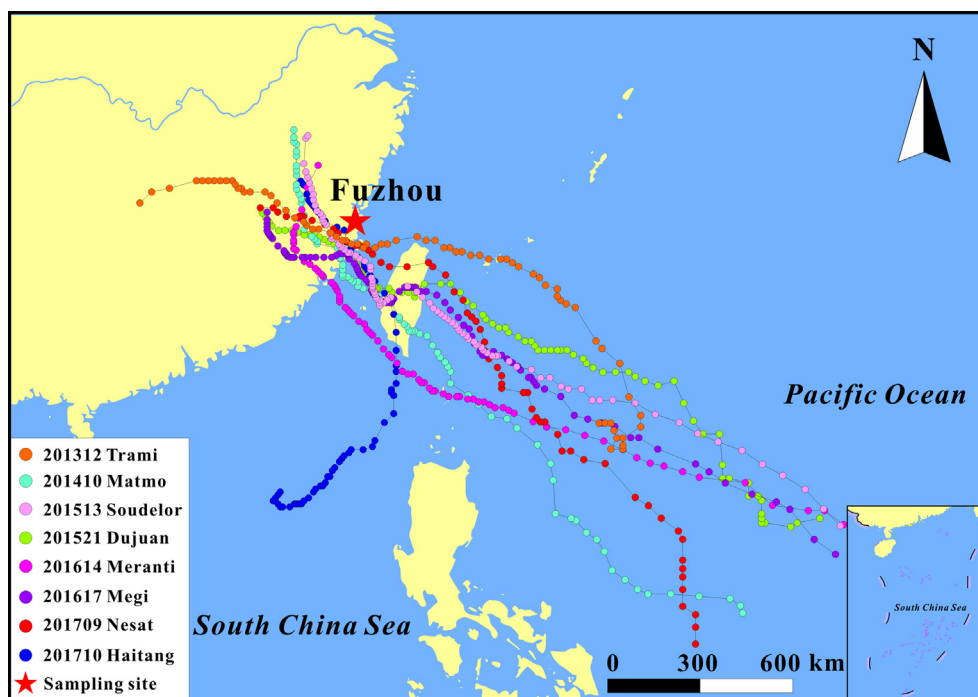 N
Fuzhou
Pacific Ocean
201312 Trami
201410 Matmo
201513 Soudelor
201521 Dujuan
201614 Meranti
201617 Megi
201709 Nesat
201710 Haitang
Sampling site
South China Sea
0 300 600 km
South China Sea